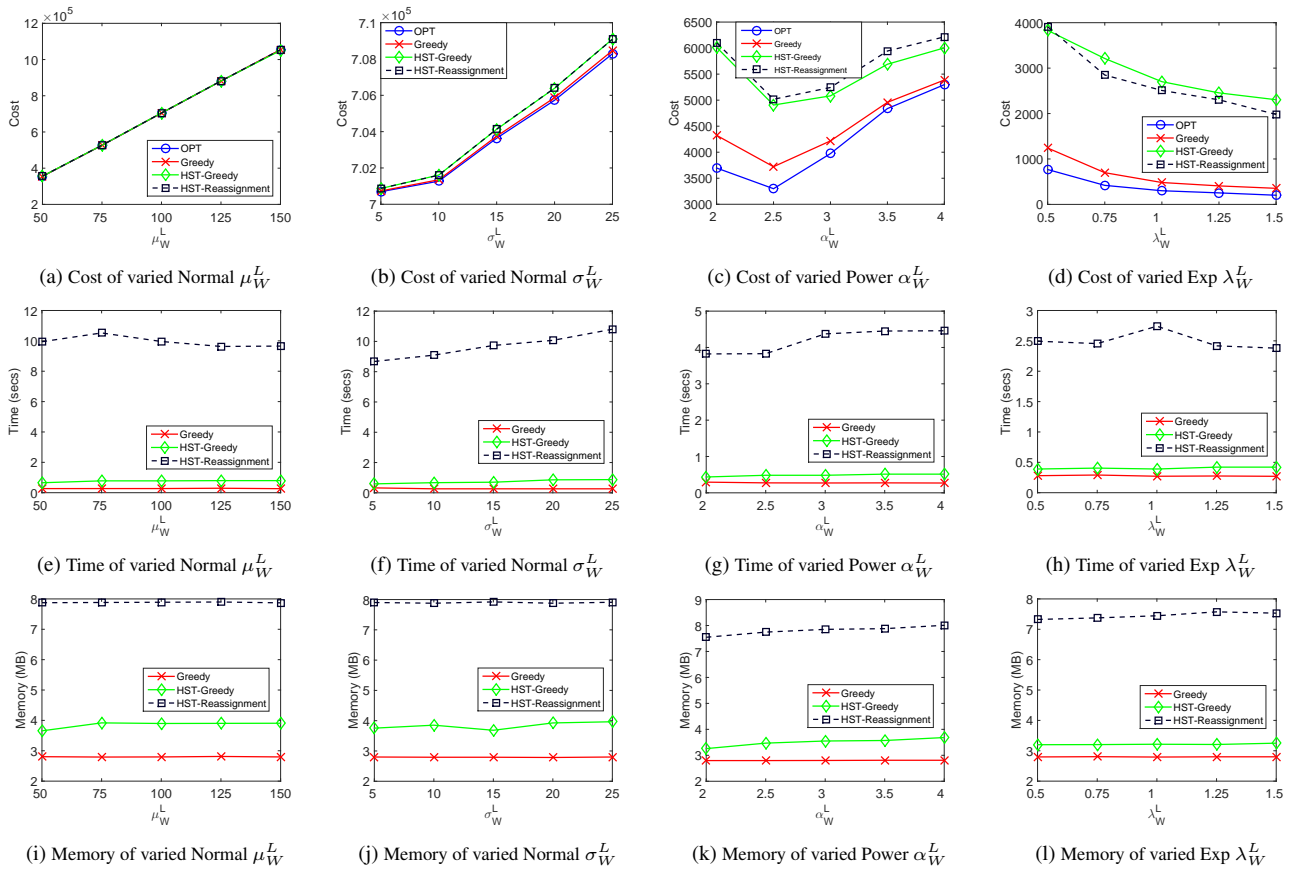 ×10^5
12
10
8
6
4
2
Cost
50 75 100 125 150
μ_W^L
OPT
Greedy
HST-Greedy
HST-Reassignment
(a) Cost of varied Normal μ_W^L
×10^5
7.1
7.08
7.06
7.04
7.02
7
Cost
5 10 15 20 25
σ_W^L
OPT
Greedy
HST-Greedy
HST-Reassignment
(b) Cost of varied Normal σ_W^L
6500
6000
5500
5000
4500
4000
3500
3000
Cost
2 2.5 3 3.5 4
α_W^L
OPT
Greedy
HST-Greedy
HST-Reassignment
(c) Cost of varied Power α_W^L
4000
3000
2000
1000
0
Cost
0.5 0.75 1 1.25 1.5
λ_W^L
OPT
Greedy
HST-Greedy
HST-Reassignment
(d) Cost of varied Exp λ_W^L
12
10
8
6
4
2
0
Time (secs)
50 75 100 125 150
μ_W^L
Greedy
HST-Greedy
HST-Reassignment
(e) Time of varied Normal μ_W^L
12
10
8
6
4
2
0
Time (secs)
5 10 15 20 25
σ_W^L
Greedy
HST-Greedy
HST-Reassignment
(f) Time of varied Normal σ_W^L
5
4
3
2
1
0
Time (secs)
2 2.5 3 3.5 4
α_W^L
Greedy
HST-Greedy
HST-Reassignment
(g) Time of varied Power α_W^L
3
2.5
2
1.5
1
0.5
0
Time (secs)
0.5 0.75 1 1.25 1.5
λ_W^L
Greedy
HST-Greedy
HST-Reassignment
(h) Time of varied Exp λ_W^L
8
7
6
5
4
3
2
Memory (MB)
50 75 100 125 150
μ_W^L
Greedy
HST-Greedy
HST-Reassignment
(i) Memory of varied Normal μ_W^L
8
7
6
5
4
3
2
Memory (MB)
5 10 15 20 25
σ_W^L
Greedy
HST-Greedy
HST-Reassignment
(j) Memory of varied Normal σ_W^L
9
8
7
6
5
4
3
2
Memory (MB)
2 2.5 3 3.5 4
α_W^L
Greedy
HST-Greedy
HST-Reassignment
(k) Memory of varied Power α_W^L
8
7
6
5
4
3
2
Memory (MB)
0.5 0.75 1 1.25 1.5
λ_W^L
Greedy
HST-Greedy
HST-Reassignment
(l) Memory of varied Exp λ_W^L